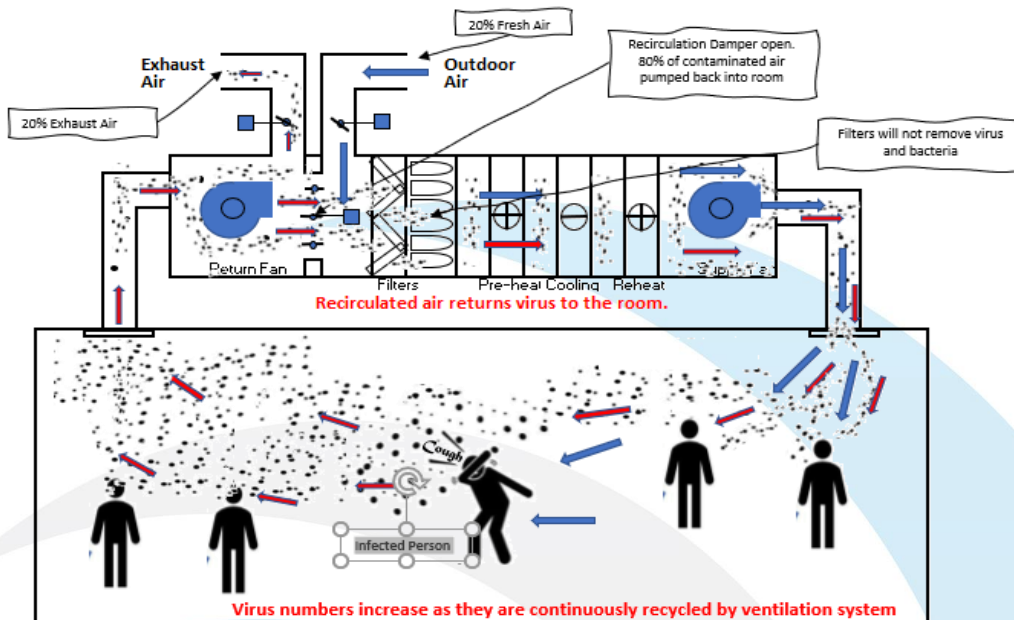 20% Fresh Air
Recirculation Damper open.
80% of contaminated air
pumped back into room
Exhaust
Air
Outdoor
Air
20% Exhaust Air
Filters will not remove virus
and bacteria
Return Fan
Filters
Pre-heat
Cooling
Reheat
Recirculated air returns virus to the room.
Cough
Infected Person
Virus numbers increase as they are continuously recycled by ventilation system